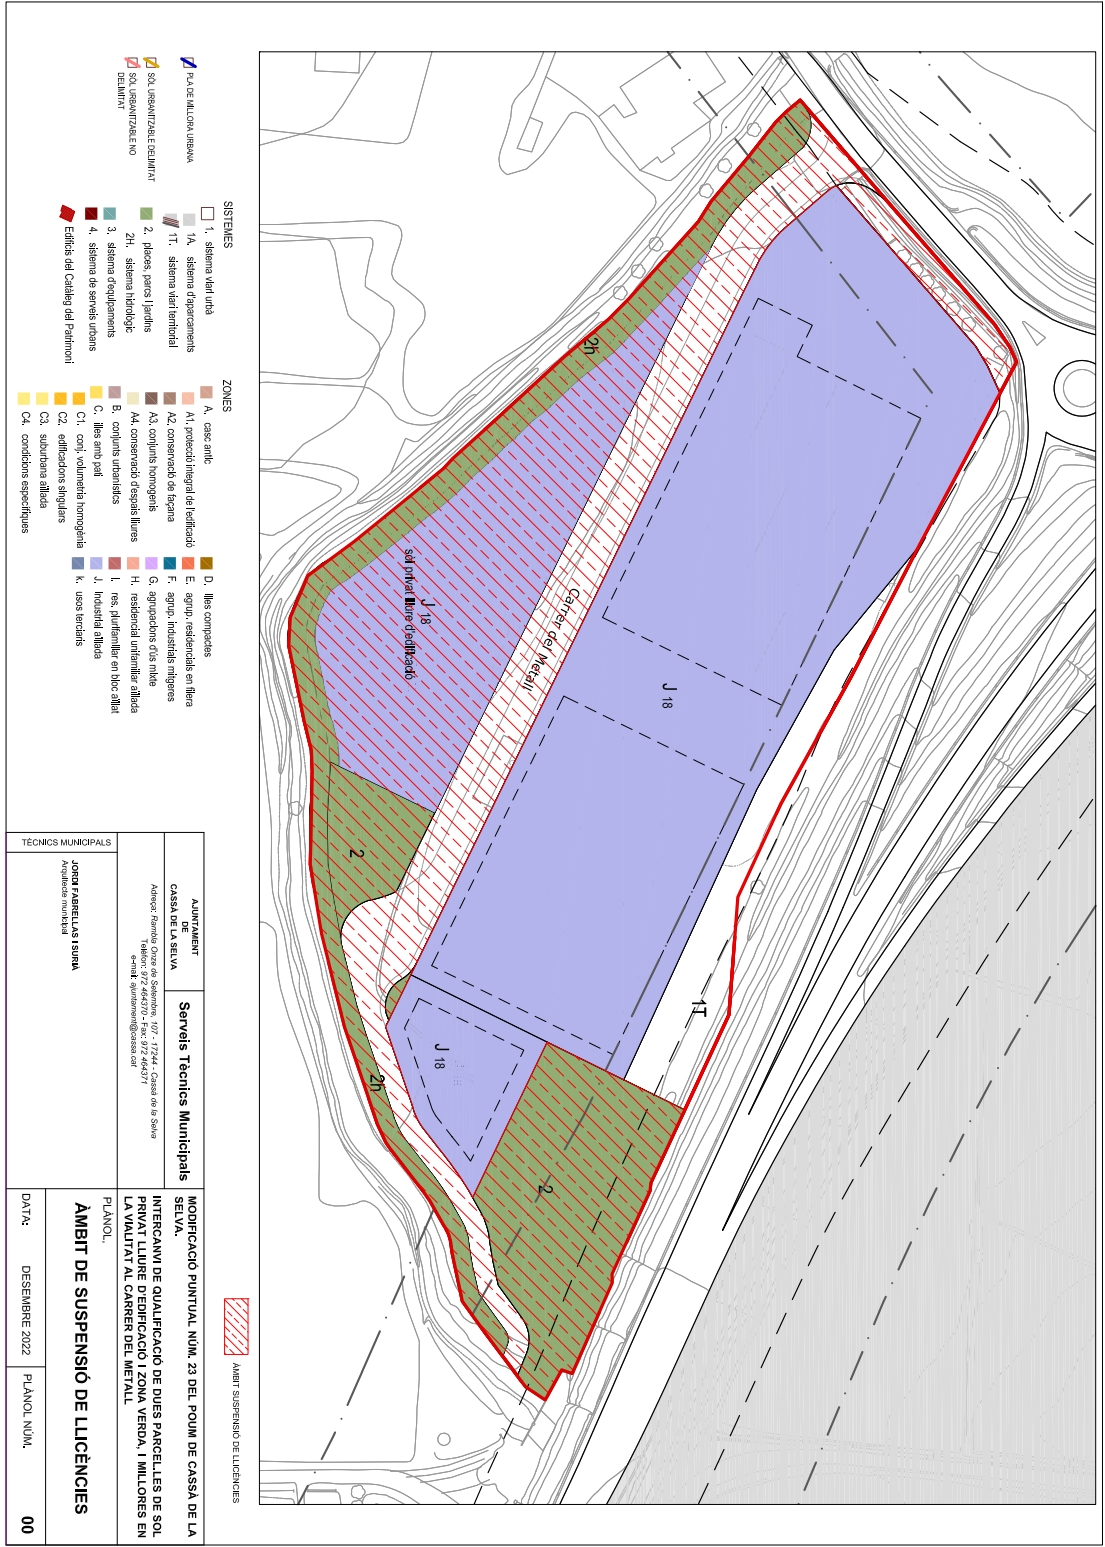 PLA DE MILLORA URBANA
SÒL URBANITZABLE DELIMITAT
SÒL URBANITZABLE NO
DELIMITAT
SISTEMES
1. sistema viari urbà
1A. sistema d'aparcaments
1T. sistema viari territorial
2. places, parcs i jardins
2H. sistema hidrològic
3. sistema d'equipaments
4. sistema de serveis urbans
Edificis del Catàleg del Patrimoni
ZONES
A. casc antic
A1. protecció integral de l'edificació
A2. conservació de façana
A3. conjunts homogenis
A4. conservació d'espais lliures
B. conjunts urbanístics
C. illes amb pati
C1. conj. volumetria homogènia
C2. edificacions singulars
C3. suburbana aïllada
C4. condicions específiques
D. illes compactes
E. agrup. residencials en filera
F. agrup. industrials mitgeres
G. agrupacions d'ús mixte
H. residencial unifamiliar aïllada
I. res. plurifamiliar en bloc aïllat
J. Industrial aïllada
k. usos terciaris
2h
J 18
sòl privat lliure d'edificació
Carrer del Metall
J 18
2
1T
J 18
2h
2
ÀMBIT SUSPENSIÓ DE LLICÈNCIES
TÈCNICS MUNICIPALS
JORDI FABRELLAS I SURIÀ
Arquitecte municipal
AJUNTAMENT
DE
CASSÀ DE LA SELVA
Serveis Tècnics Municipals
Adreça: Rambla Onze de Setembre, 107 - 17244 - Cassà de la Selva
Telèfon: 972 464370 - Fax: 972 464371
e-mail: ajuntament@cassa.cat
MODIFICACIÓ PUNTUAL NÚM. 23 DEL POUM DE CASSÀ DE LA
SELVA.
INTERCANVI DE QUALIFICACIÓ DE DUES PARCEL.LES DE SOL
PRIVAT LLIURE D'EDIFICACIÓ I ZONA VERDA, I MILLORES EN
LA VIALITAT AL CARRER DEL METALL
PLÀNOL.
ÀMBIT DE SUSPENSIÓ DE LLICÈNCIES
DATA: DESEMBRE 2022
PLÀNOL NÚM. 00